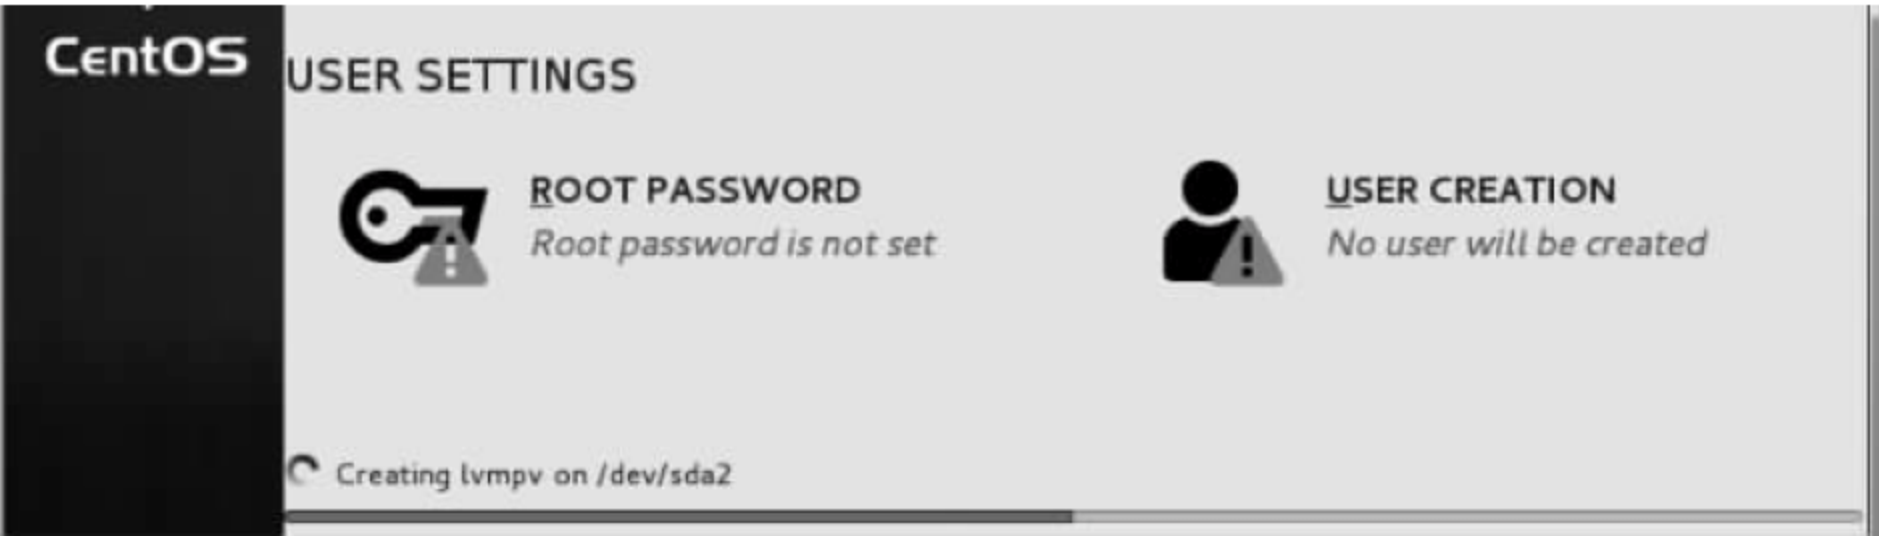 CentOS
USER SETTINGS
ROOT PASSWORD
Root password is not set
USER CREATION
No user will be created
Creating lvmpv on /dev/sda2